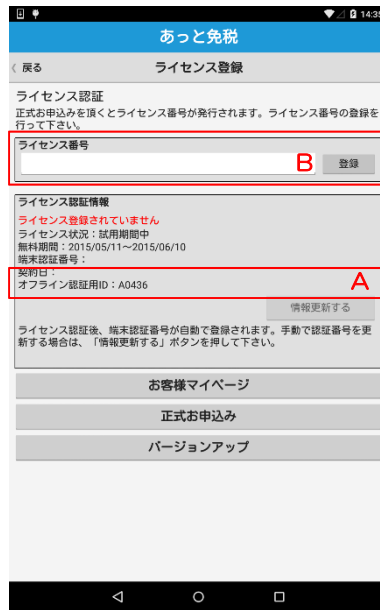 14:35
あっと免税
戻る
ライセンス登録
ライセンス認証
正式お申込みを頂くとライセンス番号が発行されます。ライセンス番号の登録を
行って下さい。
ライセンス番号
B
登録
ライセンス認証情報
ライセンス登録されていません
ライセンス状況：試用期間中
無料期間：2015/05/11～2015/06/10
端末認証番号：
契約日：
オフライン認証用ID：A0436
A
情報更新する
ライセンス認証後、端末認証番号が自動で登録されます。手動で認証番号を更
新する場合は、「情報更新する」ボタンを押して下さい。
お客様マイページ
正式お申込み
バージョンアップ